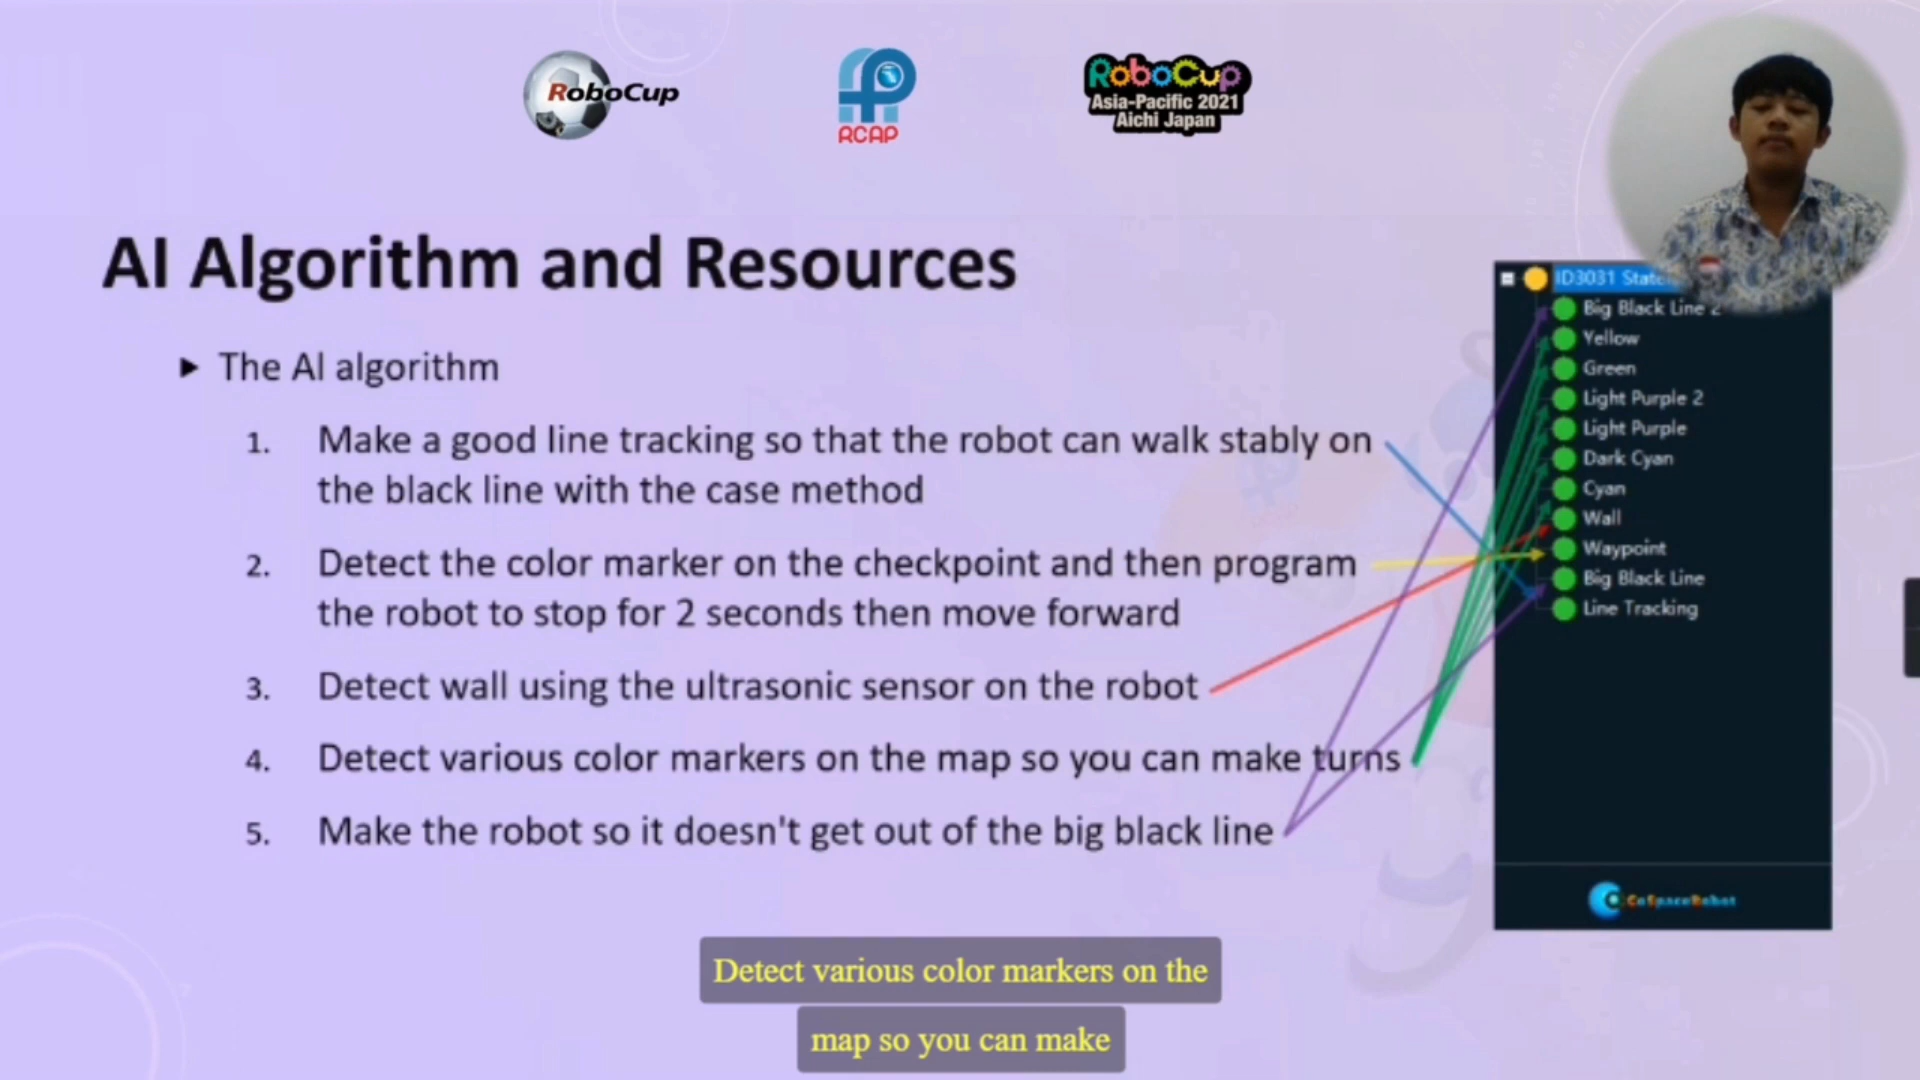 RoboCup
RCAP
RoboCup
Asia-Pacific 2021
Aichi Japan
AI Algorithm and Resources
The AI algorithm
1. Make a good line tracking so that the robot can walk stably on
the black line with the case method
2. Detect the color marker on the checkpoint and then program
the robot to stop for 2 seconds then move forward
3. Detect wall using the ultrasonic sensor on the robot
4. Detect various color markers on the map so you can make turns
5. Make the robot so it doesn't get out of the big black line
ID3031
Big Black Line 2
Yellow
Green
Light Purple 2
Light Purple
Dark Cyan
Cyan
Wall
Waypoint
Big Black Line
Line Tracking
CoSpaceRobot
Detect various color markers on the
map so you can make